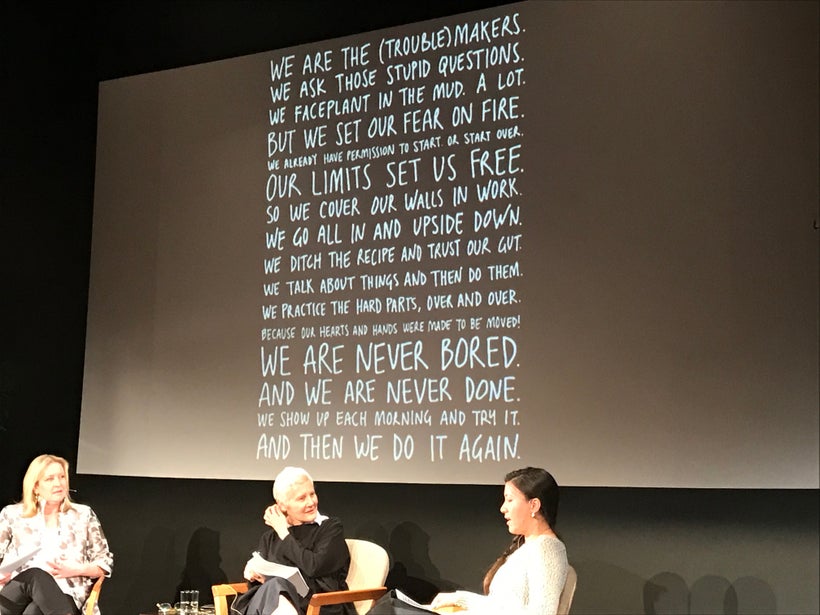 WE ARE THE (TROUBLE)MAKERS.
WE ASK THOSE STUPID QUESTIONS.
WE FACEPLANT IN THE MUD. A LOT.
BUT WE SET OUR FEAR ON FIRE.
WE ALREADY HAVE PERMISSION TO START. OR START OVER.
OUR LIMITS SET US FREE.
SO WE COVER OUR WALLS IN WORK.
WE GO ALL IN AND UPSIDE DOWN.
WE DITCH THE RECIPE AND TRUST OUR GUT.
WE TALK ABOUT THINGS AND THEN DO THEM.
WE PRACTICE THE HARD PARTS, OVER AND OVER.
BECAUSE OUR HEARTS AND HANDS WERE MADE TO BE MOVED!
WE ARE NEVER BORED.
AND WE ARE NEVER DONE.
WE SHOW UP EACH MORNING AND TRY IT.
AND THEN WE DO IT AGAIN.